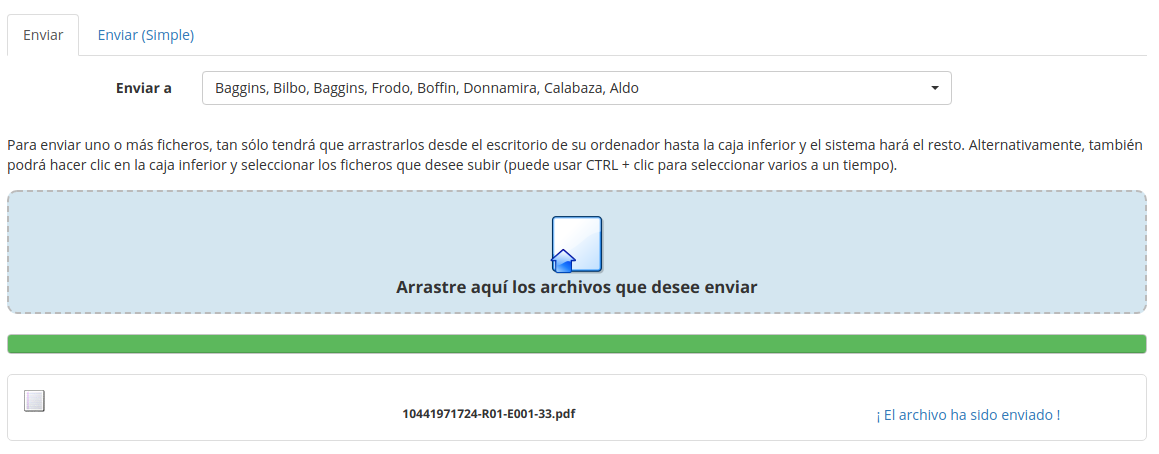 Enviar
Enviar (Simple)
Enviar a
Baggins, Bilbo, Baggins, Frodo, Boffin, Donnamira, Calabaza, Aldo
Para enviar uno o más ficheros, tan sólo tendrá que arrastrarlos desde el escritorio de su ordenador hasta la caja inferior y el sistema hará el resto. Alternativamente, también
podrá hacer clic en la caja inferior y seleccionar los ficheros que desee subir (puede usar CTRL + clic para seleccionar varios a un tiempo).
Arrastre aquí los archivos que desee enviar
10441971724-R01-E001-33.pdf
¡ El archivo ha sido enviado !